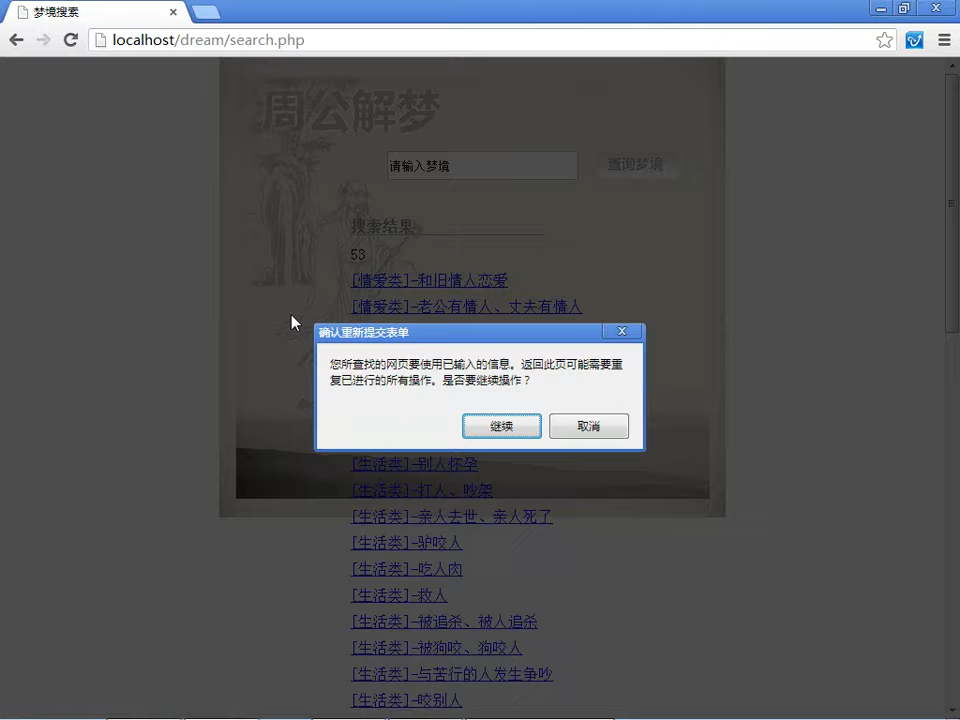 梦境搜索
localhost/dream/search.php
周公解梦
请输入梦境
查询梦境
搜索结果
53
[情爱类]-和旧情人恋爱
[情爱类]-老公有情人、丈夫有情人
确认重新提交表单
您所查找的网页要使用已输入的信息。返回此页可能需要重
复已进行的所有操作。是否要继续操作？
继续
取消
[生活类]-别人怀孕
[生活类]-打人、吵架
[生活类]-亲人去世、亲人死了
[生活类]-驴咬人
[生活类]-吃人肉
[生活类]-救人
[生活类]-被追杀、被人追杀
[生活类]-被狗咬、狗咬人
[生活类]-与苦行的人发生争吵
[生活类]-咬别人